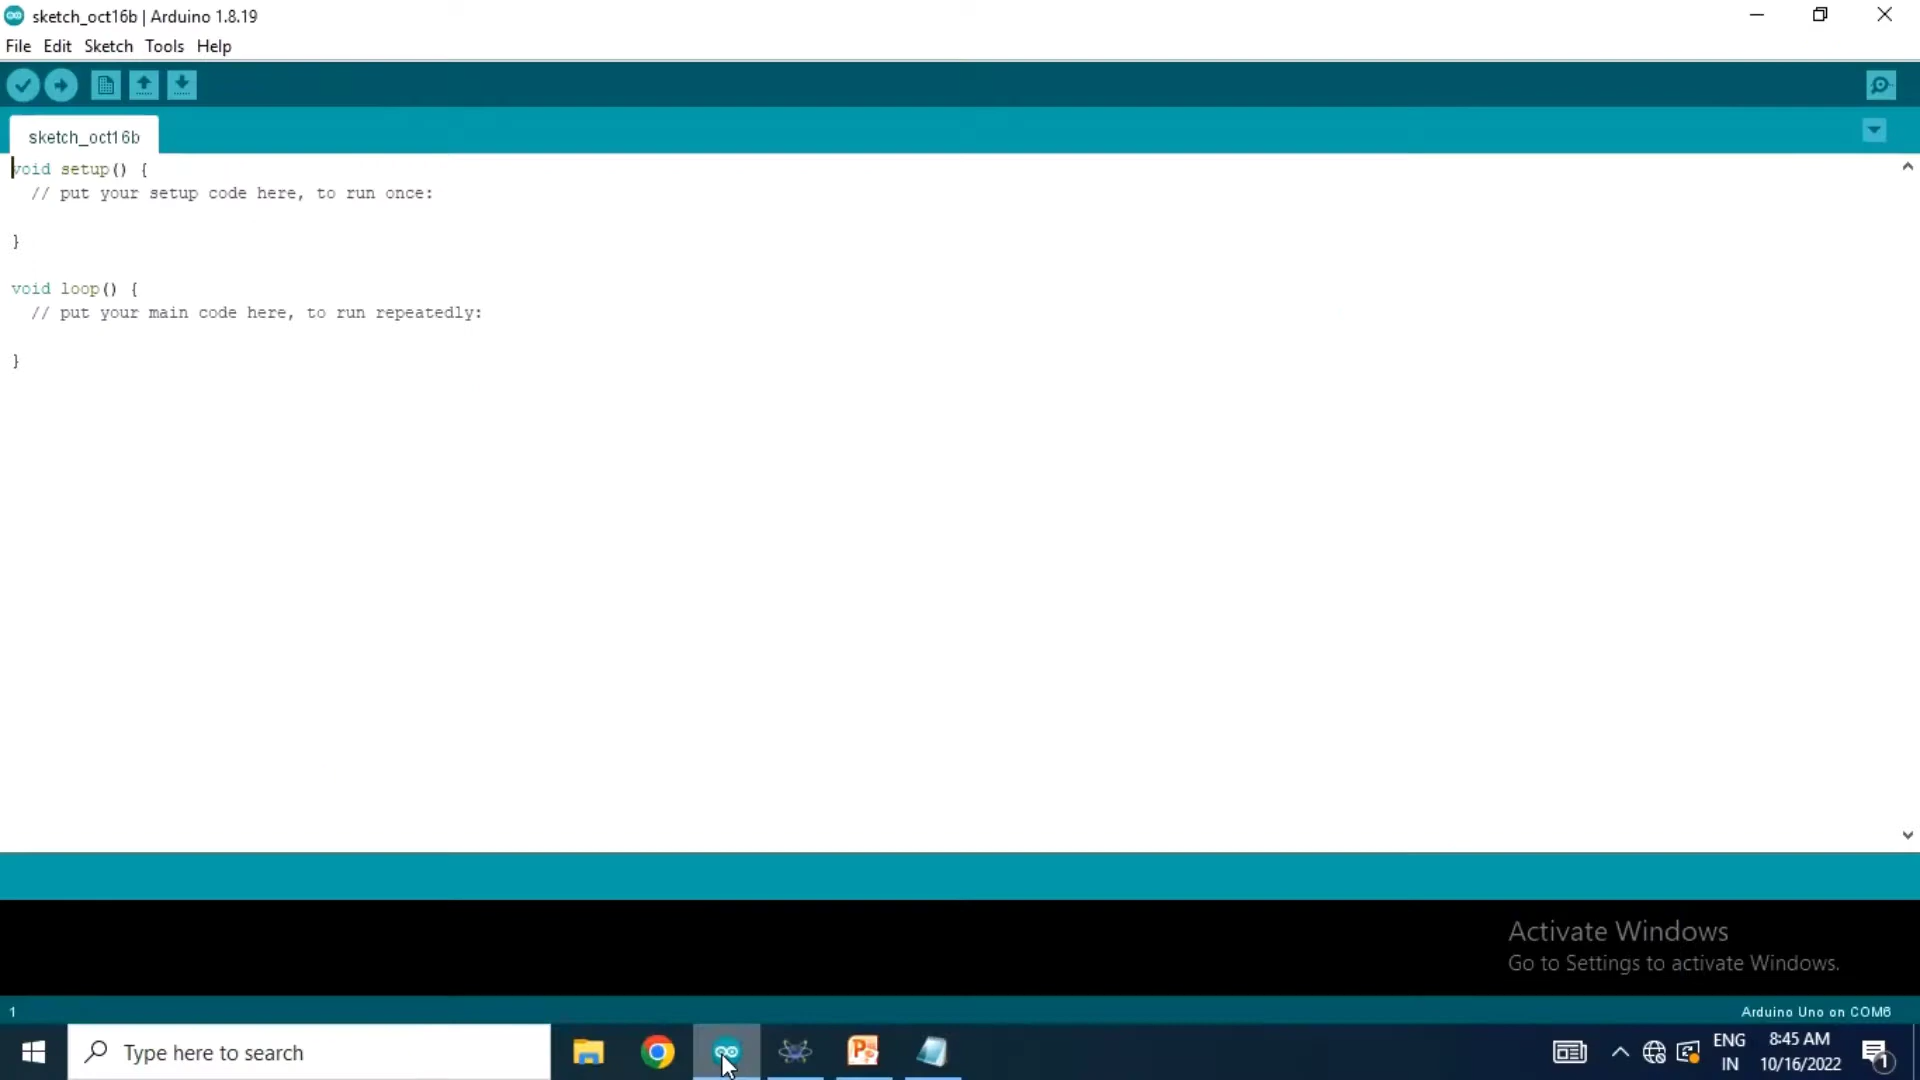 sketch_oct16b | Arduino 1.8.19
File Edit Sketch Tools Help
sketch_oct16b
void setup() {
  // put your setup code here, to run once:
}
void loop() {
  // put your main code here, to run repeatedly:
}
Activate Windows
Go to Settings to activate Windows.
1
Arduino Uno on COM6
Type here to search
ENG
IN
8:45 AM
10/16/2022
1